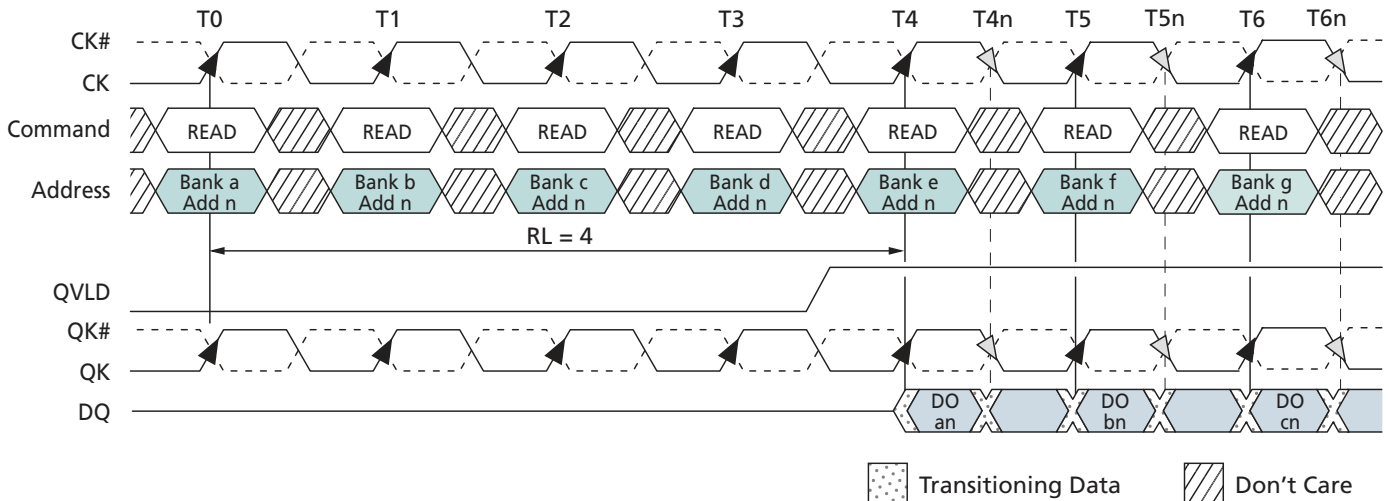 T0 T1 T2 T3 T4 T4n T5 T5n T6 T6n
CK#
CK
Command READ READ READ READ READ READ READ
Address Bank a Bank b Bank c Bank d Bank e Bank f Bank g
Add n Add n Add n Add n Add n Add n Add n
RL = 4
QVLD
QK#
QK
DQ DO DO DO
an bn cn
Transitioning Data Don't Care